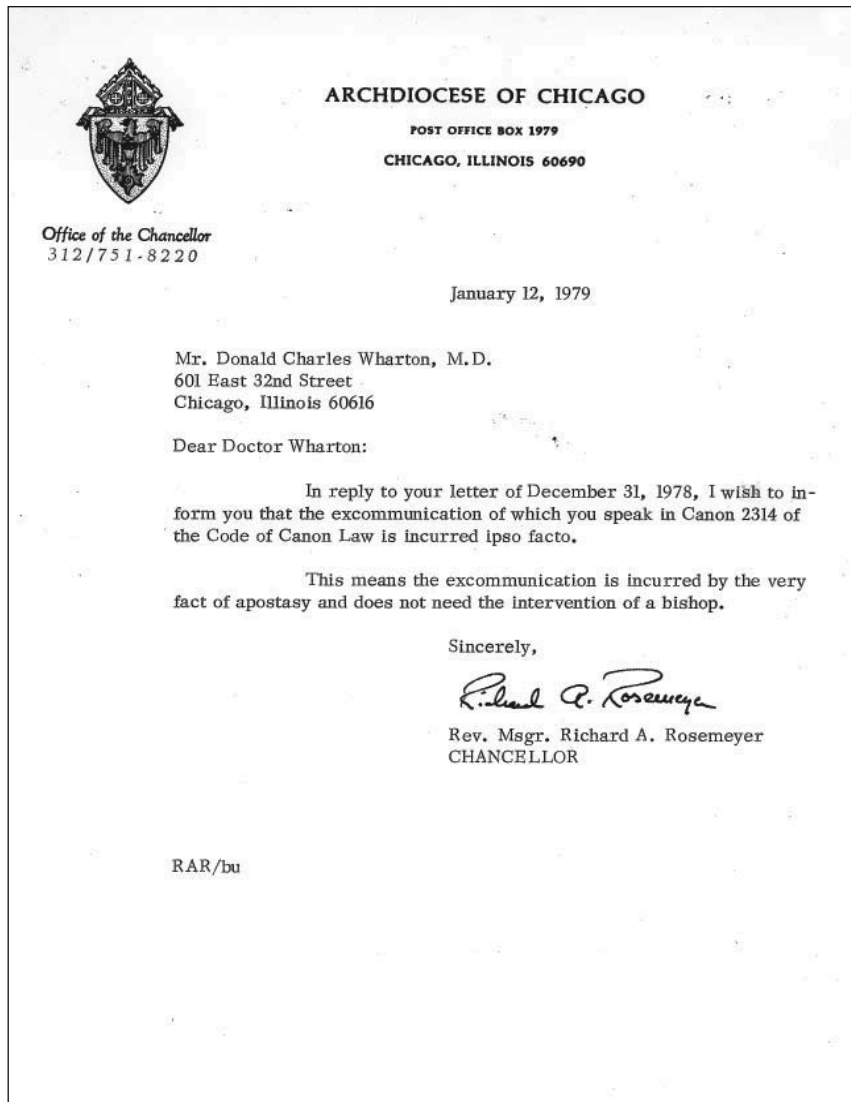 ARCHDIOCESE OF CHICAGO
POST OFFICE BOX 1979
CHICAGO, ILLINOIS 60690
Office of the Chancellor
312/751-8220
January 12, 1979
Mr. Donald Charles Wharton, M.D.
601 East 32nd Street
Chicago, Illinois 60616
Dear Doctor Wharton:
In reply to your letter of December 31, 1978, I wish to in-
form you that the excommunication of which you speak in Canon 2314 of
the Code of Canon Law is incurred ipso facto.
This means the excommunication is incurred by the very
fact of apostasy and does not need the intervention of a bishop.
Sincerely,
Richard A. Rosemeyer
Rev. Msgr. Richard A. Rosemeyer
CHANCELLOR
RAR/bu